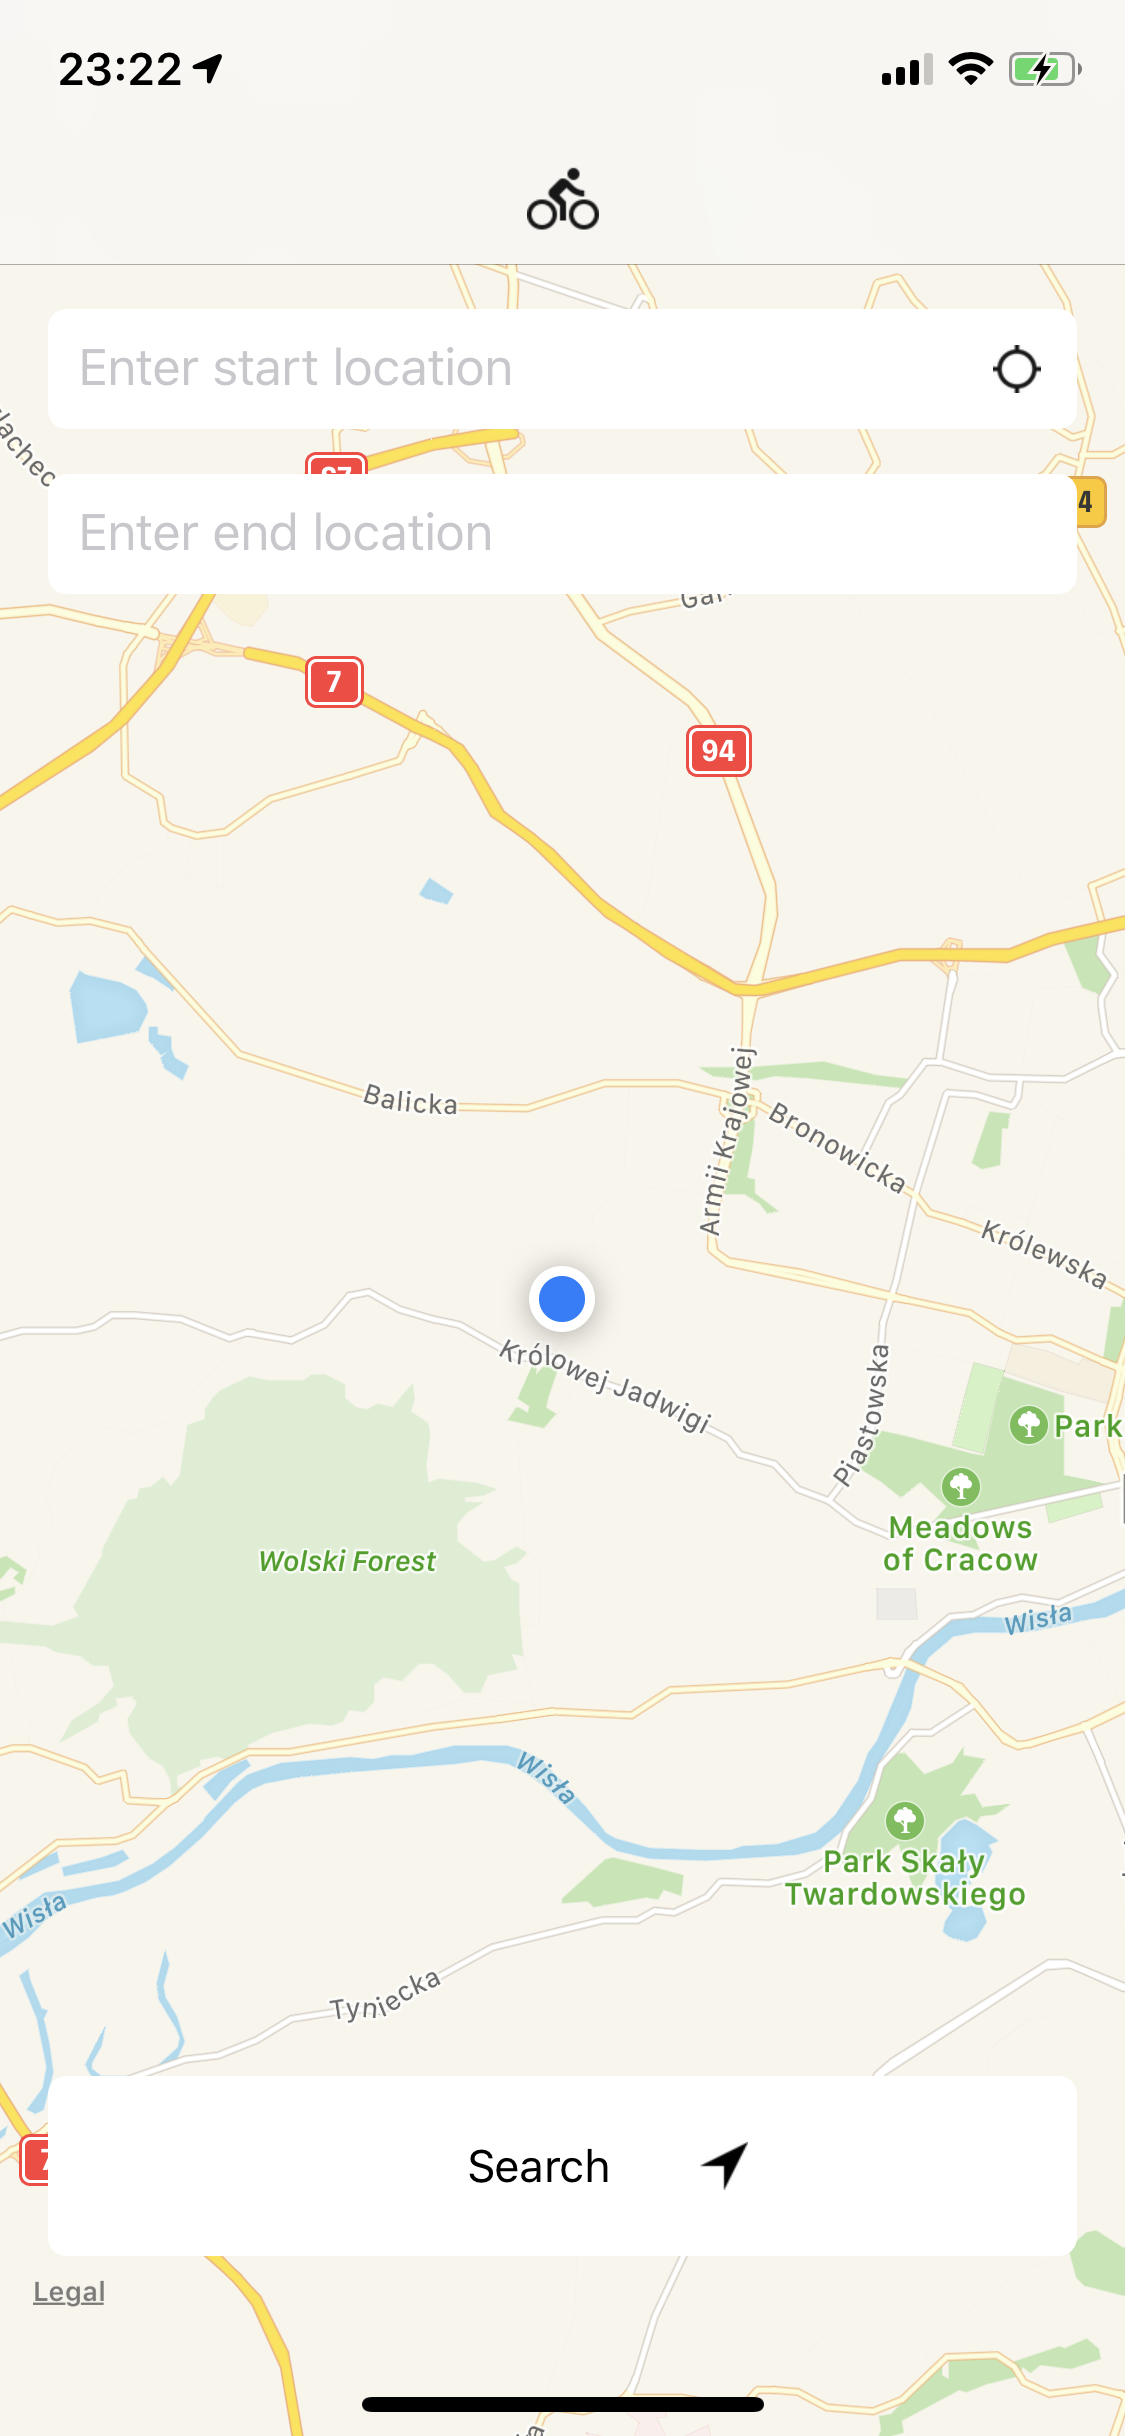 23:22
Enter start location
Enter end location
4
7
94
Balicka
Armii Krajowej
Bronowicka
Królewska
Królowej Jadwigi
Piastowska
Park
Meadows
of Cracow
Wolski Forest
Wisła
Wisła
Park Skały
Twardowskiego
Wisła
Tyniecka
Search
Legal